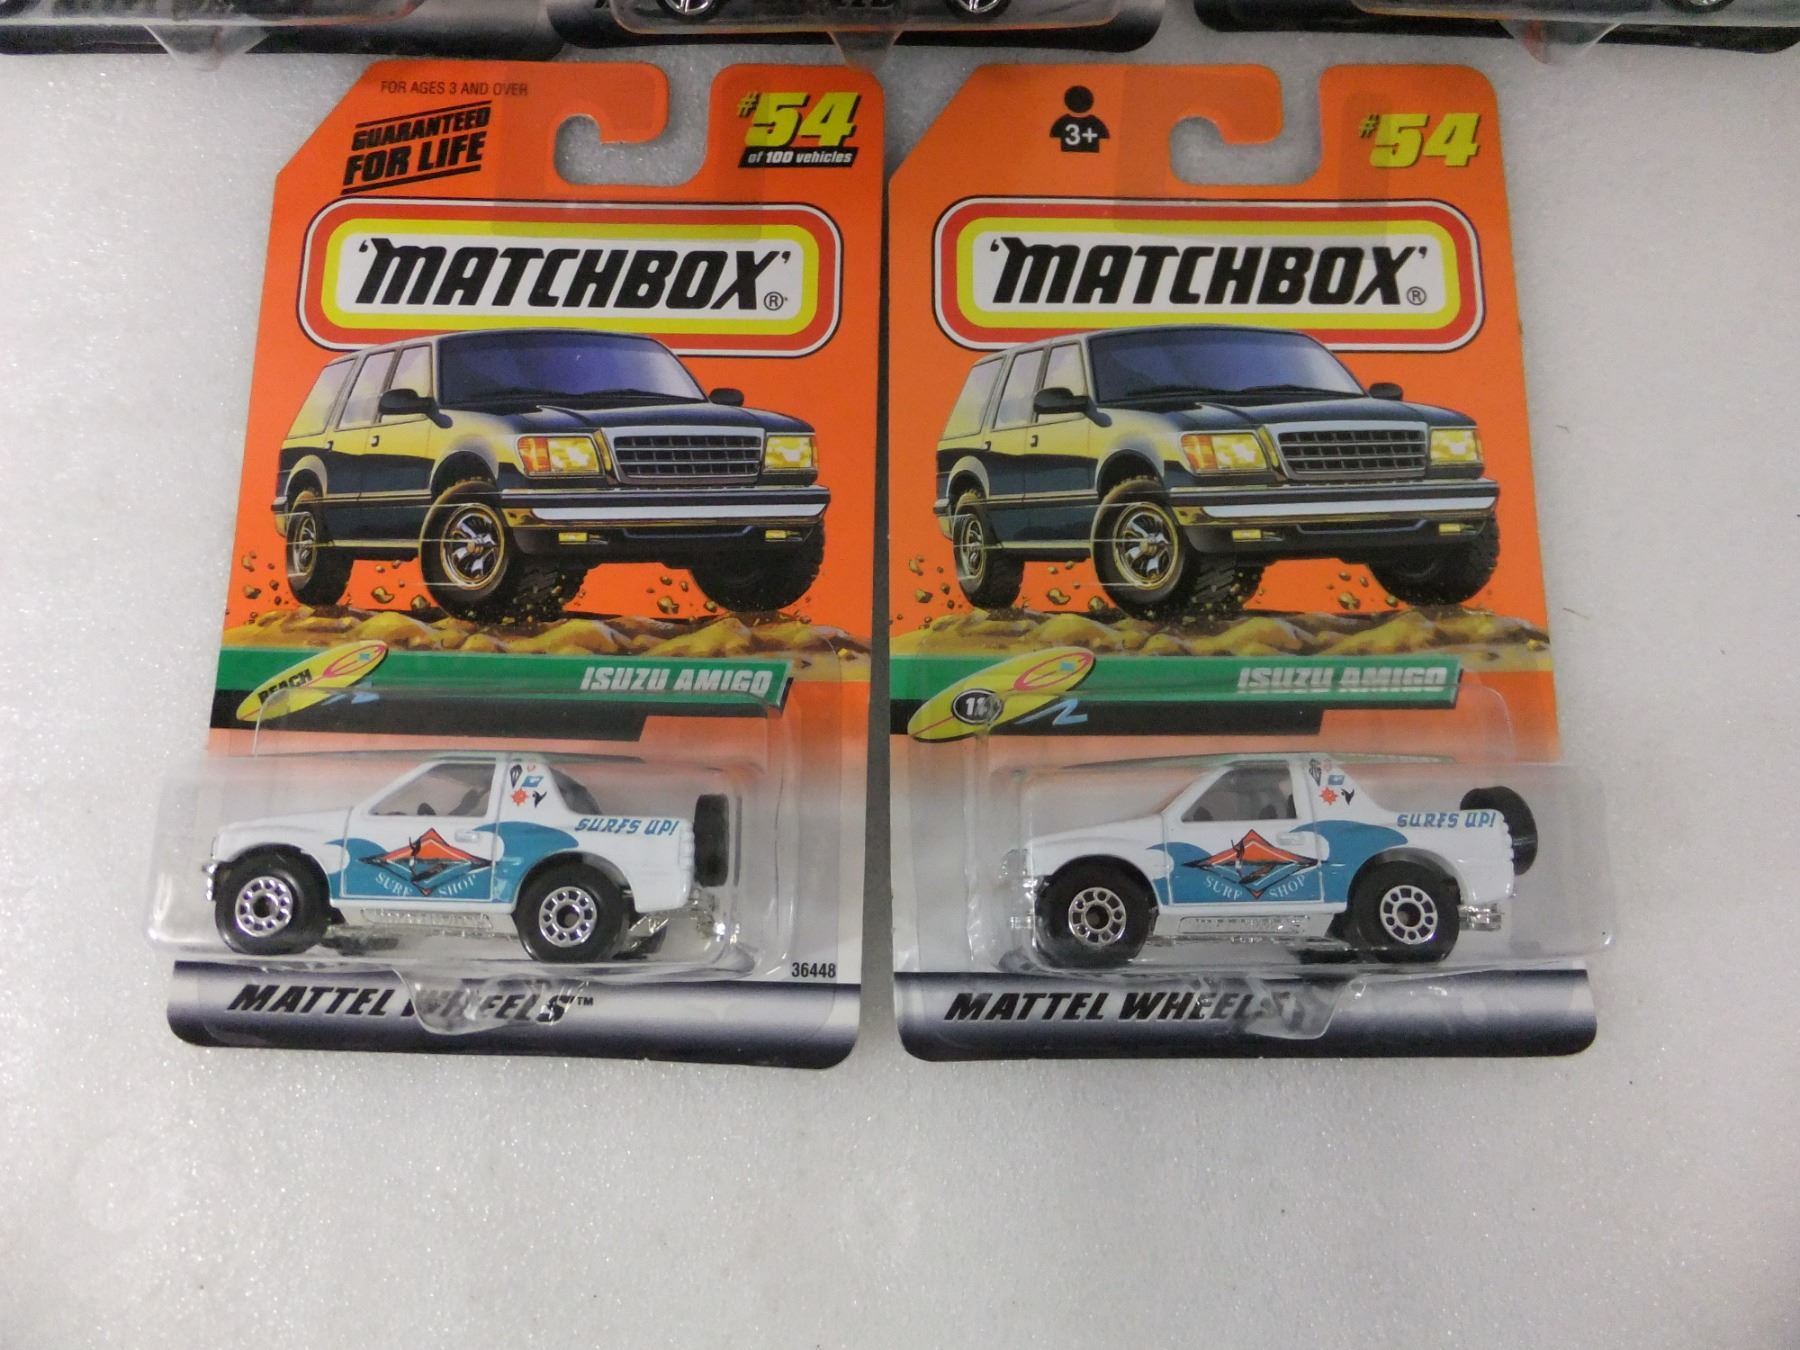 FOR AGES 3 AND OVER
GUARANTEED
FOR LIFE
#54
of 100 vehicles
'MATCHBOX'®
BEACH
ISUZU AMIGO
SURFS UP!
SURF SHOP
36448
MATTEL WHEELS™
3+
#54
'MATCHBOX'®
ISUZU AMIGO
SURFS UP!
SURF SHOP
MATTEL WHEELS